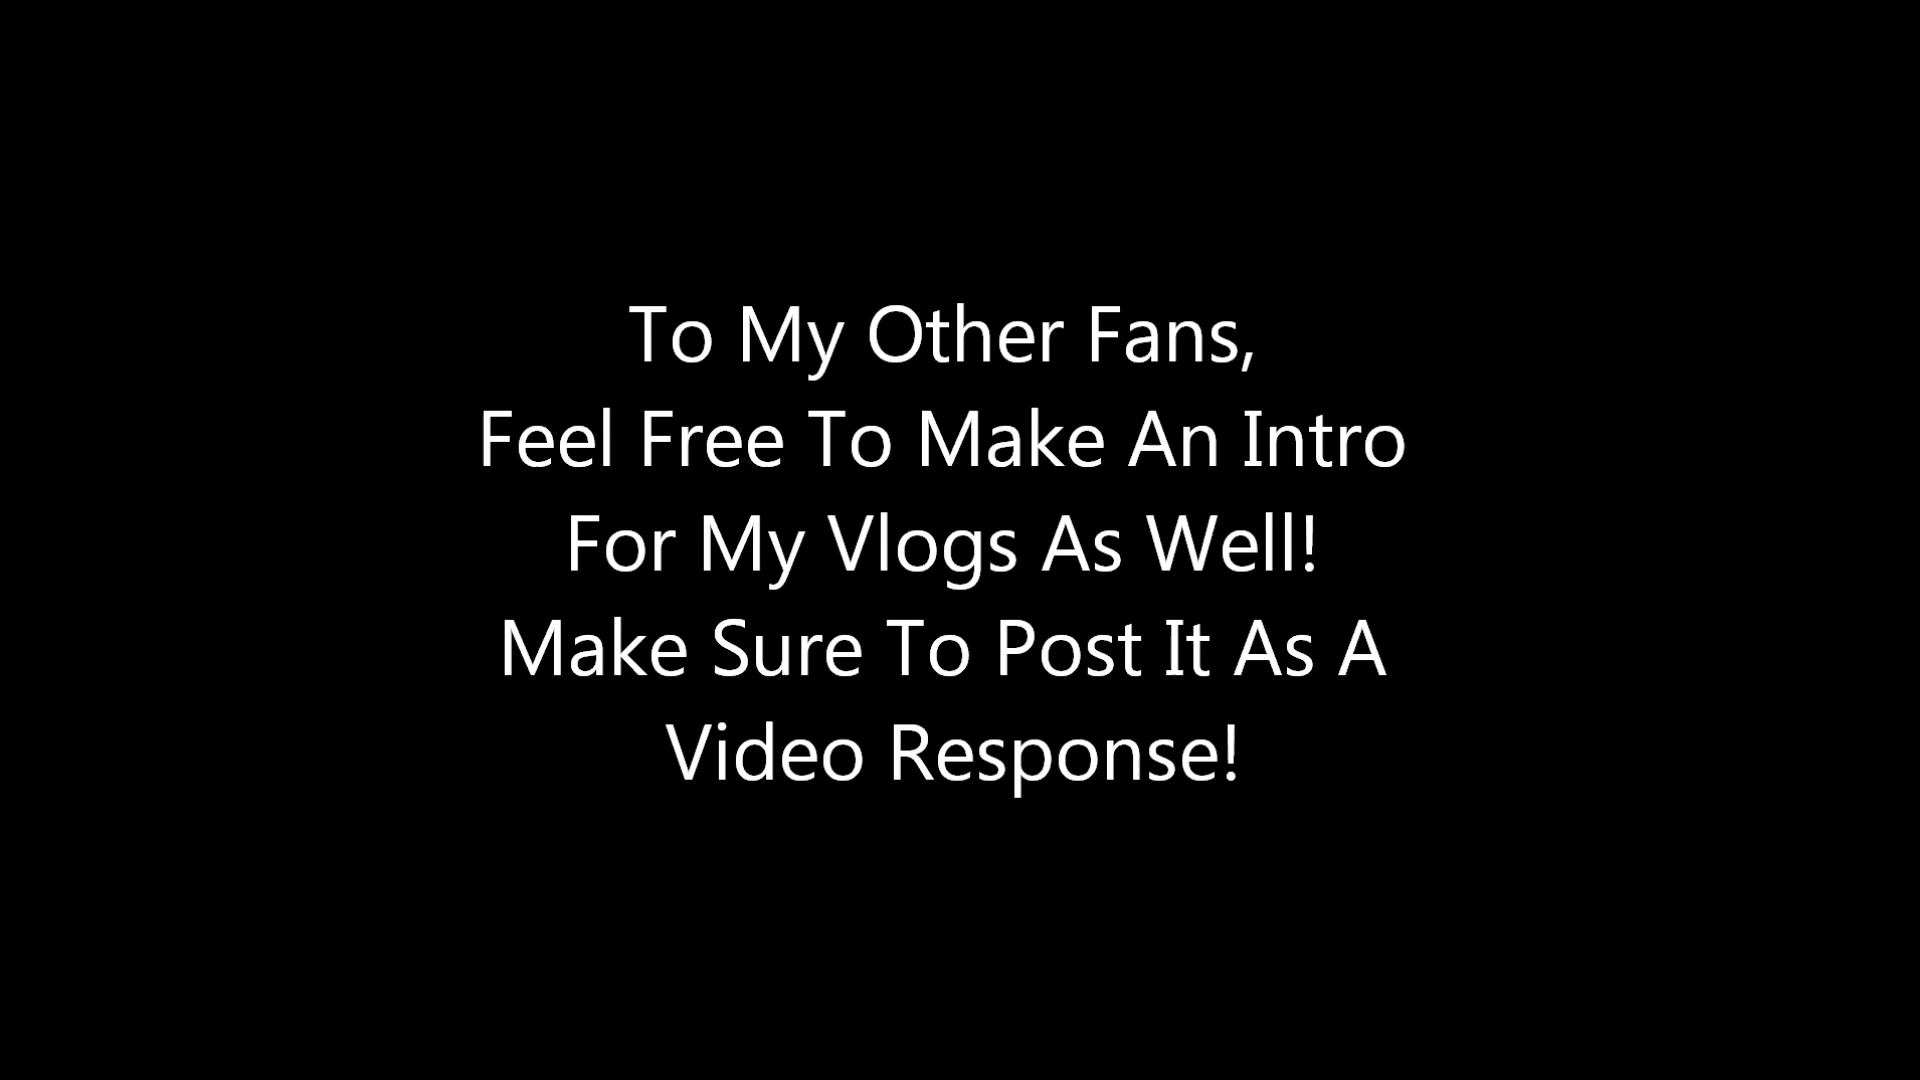 To My Other Fans,
Feel Free To Make An Intro
For My Vlogs As Well!
Make Sure To Post It As A
Video Response!